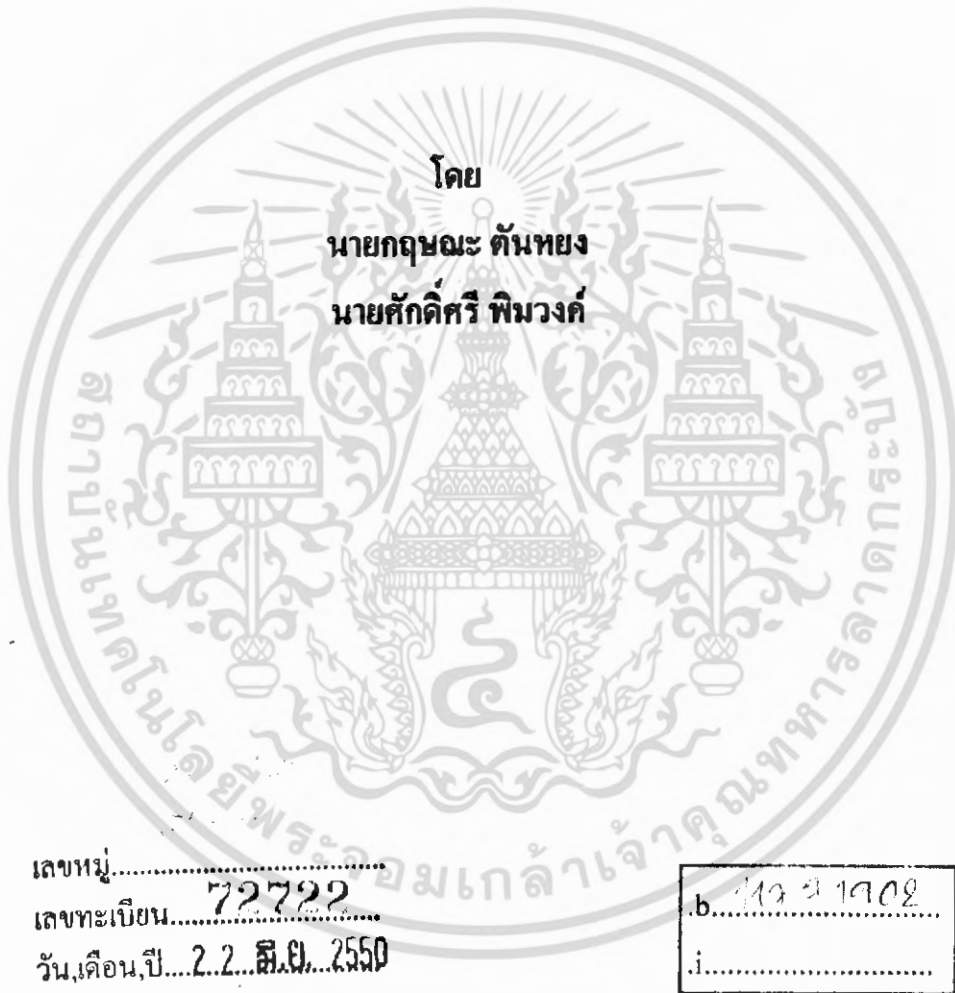 โดย
นายกฤษณะ ตันหยง
นายศักดิ์ศรี พิมวงค์
สถาบันเทคโนโลยีพระจอมเกล้าเจ้าคุณทหารลาดกระบัง
เลขหมู่
เลขทะเบียน 72722
วัน,เดือน,ปี 22 มิ.ย. 2550
.b
.i